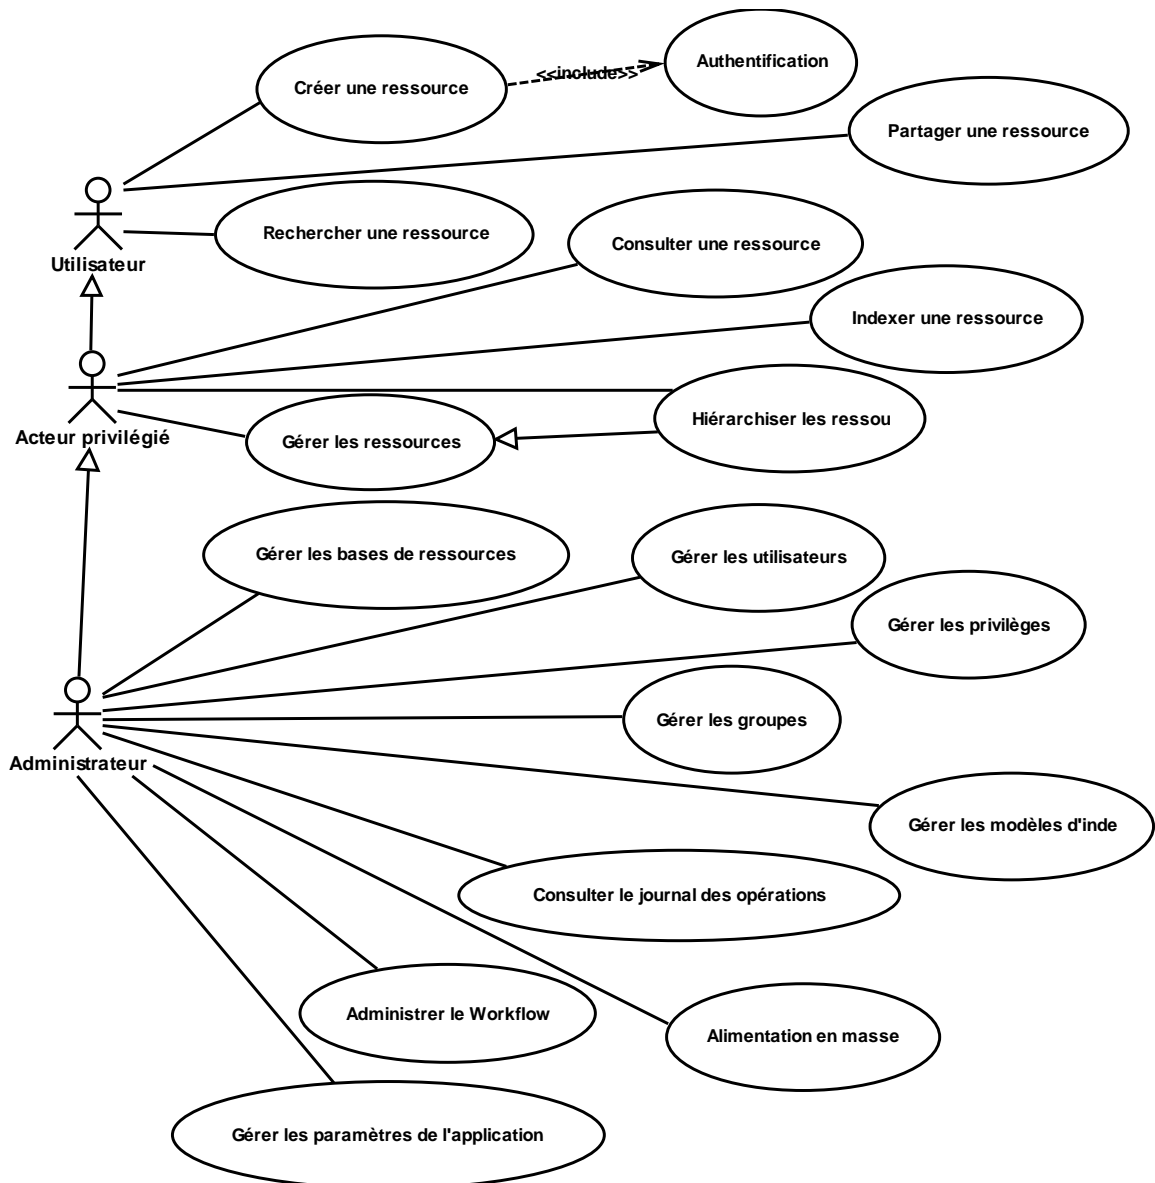 Authentification
<<include>>
Créer une ressource
Partager une ressource
Rechercher une ressource
Consulter une ressource
Utilisateur
Indexer une ressource
Hiérarchiser les ressou
Acteur privilégié
Gérer les ressources
Gérer les bases de ressources
Gérer les utilisateurs
Gérer les privilèges
Gérer les groupes
Administrateur
Gérer les modèles d'inde
Consulter le journal des opérations
Administrer le Workflow
Alimentation en masse
Gérer les paramètres de l'application